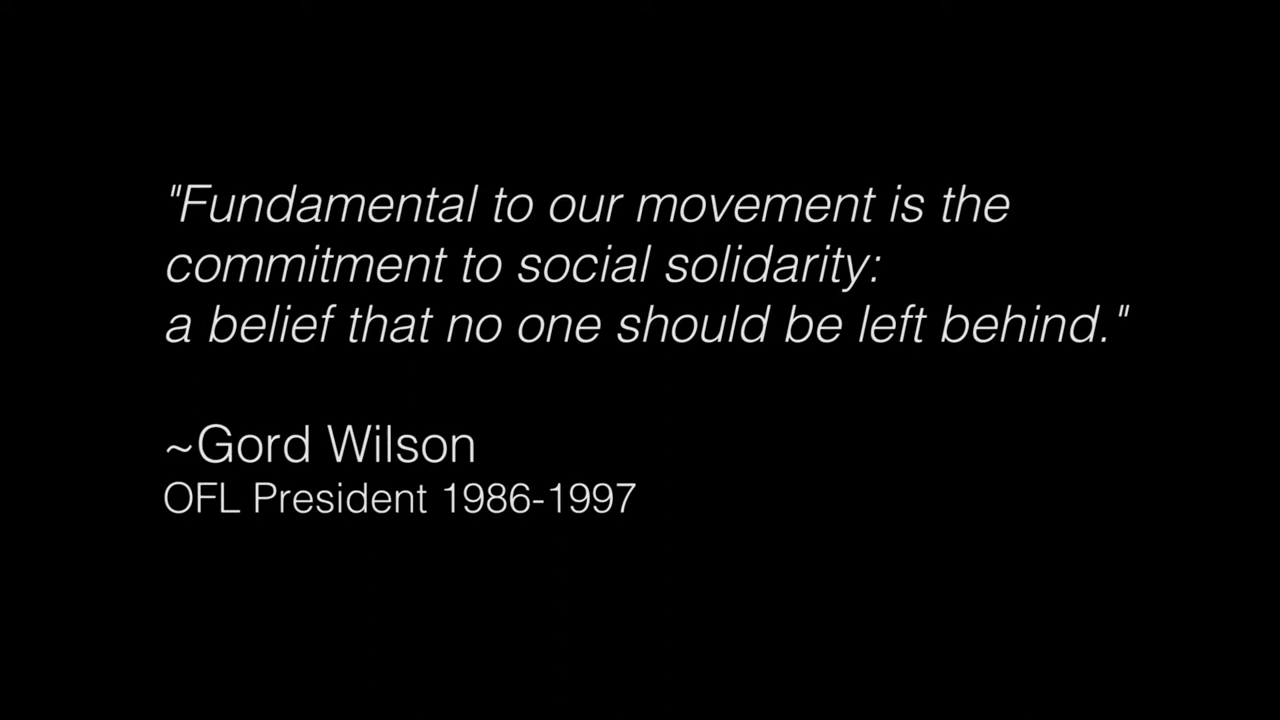 "Fundamental to our movement is the
commitment to social solidarity:
a belief that no one should be left behind."
~Gord Wilson
OFL President 1986-1997